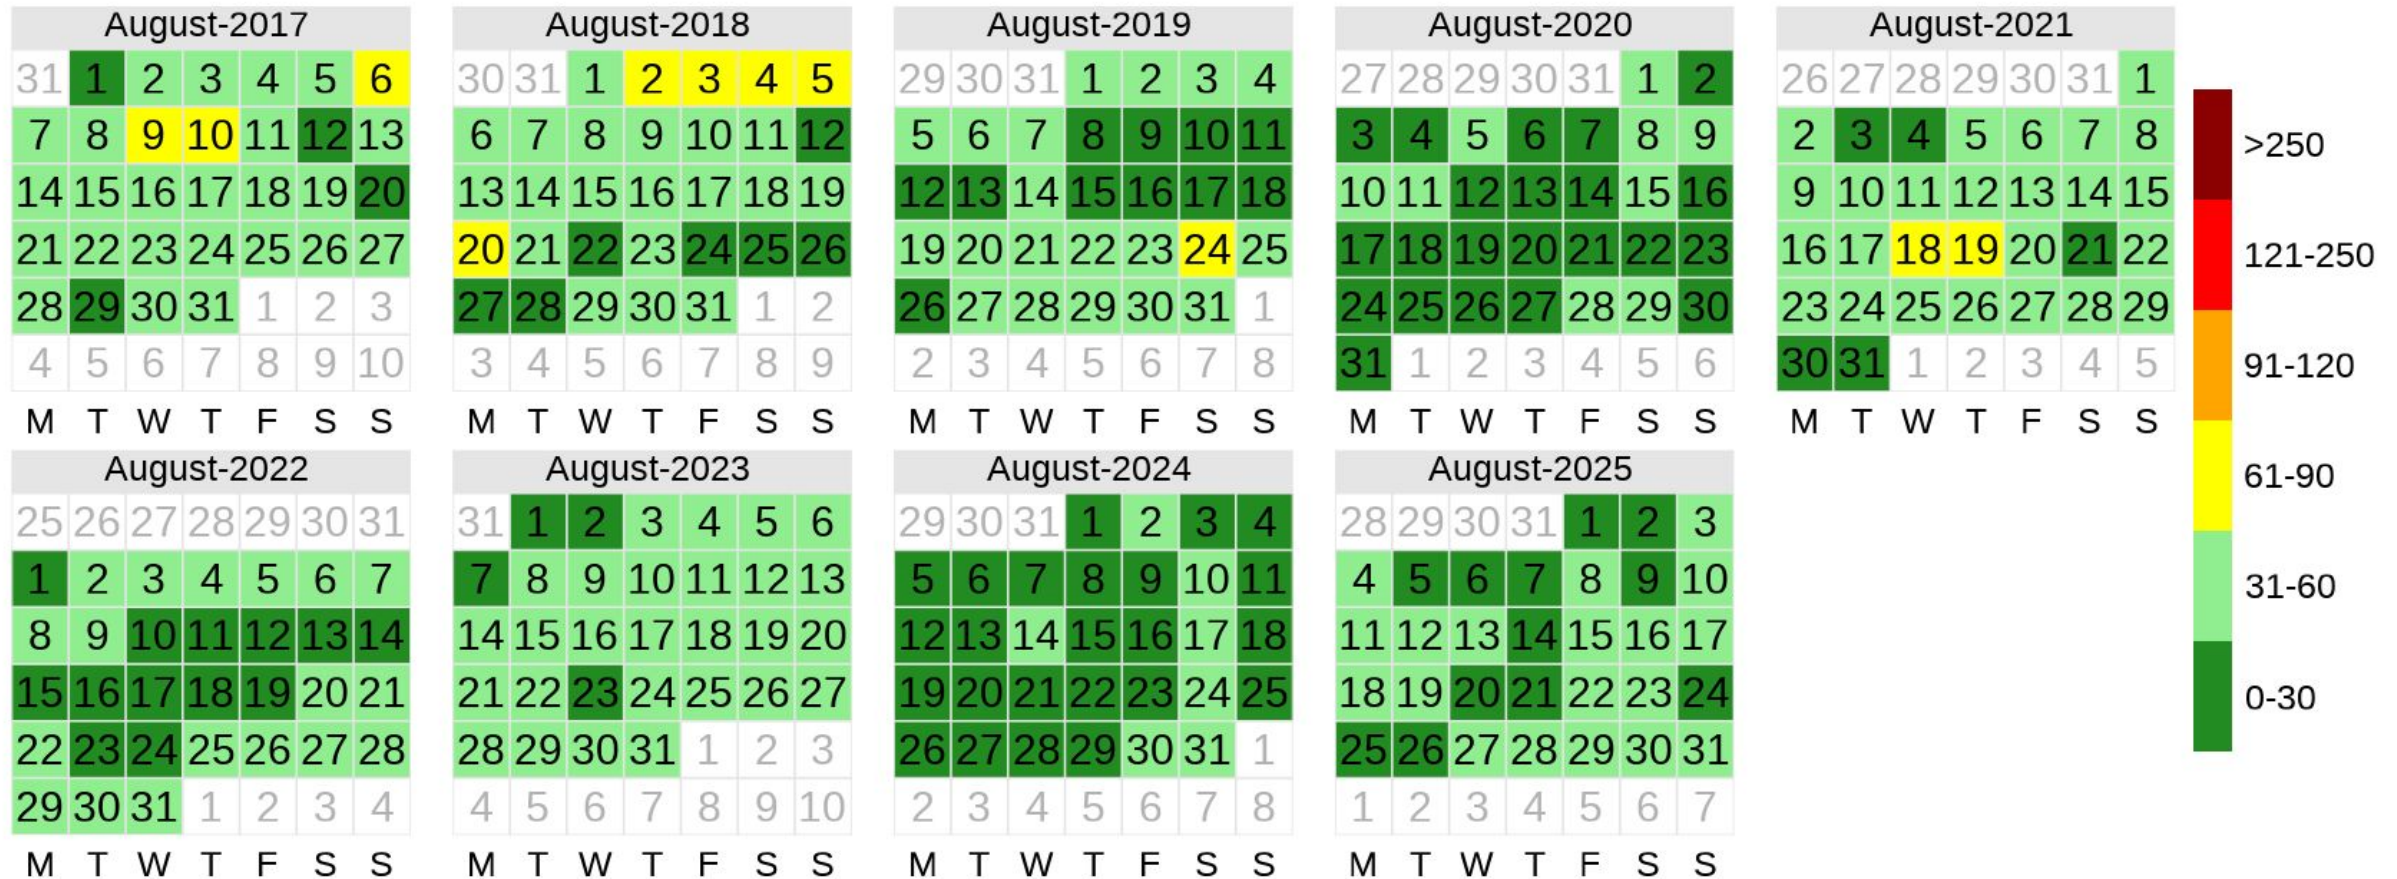 August-2017
31 1 2 3 4 5 6
7 8 9 10 11 12 13
14 15 16 17 18 19 20
21 22 23 24 25 26 27
28 29 30 31 1 2 3
4 5 6 7 8 9 10
M T W T F S S
August-2018
30 31 1 2 3 4 5
6 7 8 9 10 11 12
13 14 15 16 17 18 19
20 21 22 23 24 25 26
27 28 29 30 31 1 2
3 4 5 6 7 8 9
M T W T F S S
August-2019
29 30 31 1 2 3 4
5 6 7 8 9 10 11
12 13 14 15 16 17 18
19 20 21 22 23 24 25
26 27 28 29 30 31 1
2 3 4 5 6 7 8
M T W T F S S
August-2020
27 28 29 30 31 1 2
3 4 5 6 7 8 9
10 11 12 13 14 15 16
17 18 19 20 21 22 23
24 25 26 27 28 29 30
31 1 2 3 4 5 6
M T W T F S S
August-2021
26 27 28 29 30 31 1
2 3 4 5 6 7 8
9 10 11 12 13 14 15
16 17 18 19 20 21 22
23 24 25 26 27 28 29
30 31 1 2 3 4 5
M T W T F S S
August-2022
25 26 27 28 29 30 31
1 2 3 4 5 6 7
8 9 10 11 12 13 14
15 16 17 18 19 20 21
22 23 24 25 26 27 28
29 30 31 1 2 3 4
M T W T F S S
August-2023
31 1 2 3 4 5 6
7 8 9 10 11 12 13
14 15 16 17 18 19 20
21 22 23 24 25 26 27
28 29 30 31 1 2 3
4 5 6 7 8 9 10
M T W T F S S
August-2024
29 30 31 1 2 3 4
5 6 7 8 9 10 11
12 13 14 15 16 17 18
19 20 21 22 23 24 25
26 27 28 29 30 31 1
2 3 4 5 6 7 8
M T W T F S S
August-2025
28 29 30 31 1 2 3
4 5 6 7 8 9 10
11 12 13 14 15 16 17
18 19 20 21 22 23 24
25 26 27 28 29 30 31
1 2 3 4 5 6 7
M T W T F S S
>250
121-250
91-120
61-90
31-60
0-30